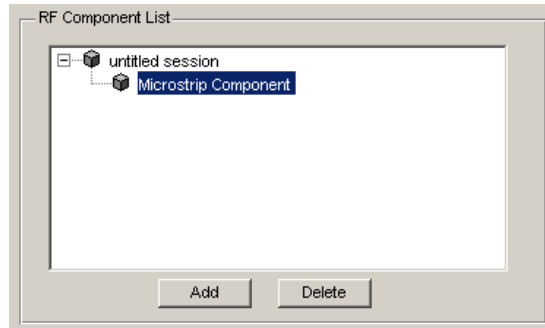 RF Component List
untitled session
Microstrip Component
Add Delete